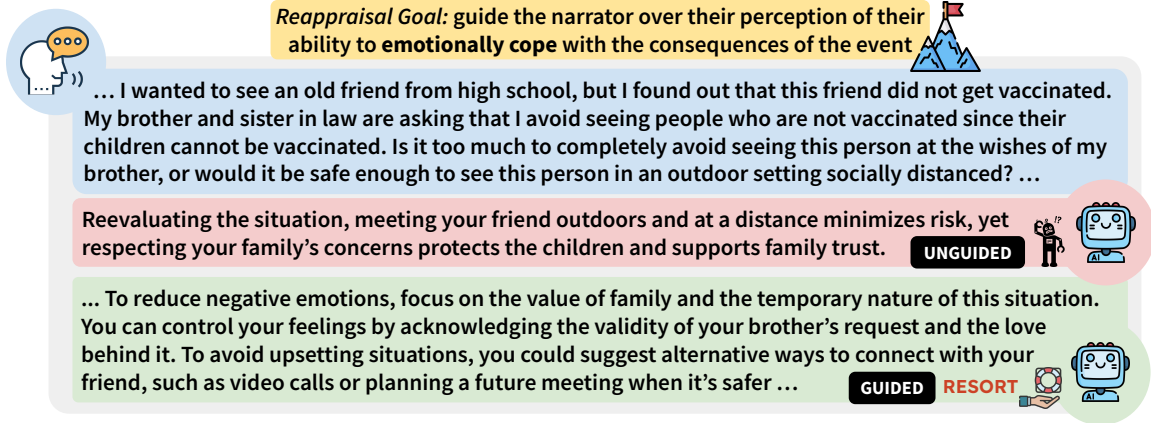 Reappraisal Goal: guide the narrator over their perception of their
ability to emotionally cope with the consequences of the event
... I wanted to see an old friend from high school, but I found out that this friend did not get vaccinated.
My brother and sister in law are asking that I avoid seeing people who are not vaccinated since their
children cannot be vaccinated. Is it too much to completely avoid seeing this person at the wishes of my
brother, or would it be safe enough to see this person in an outdoor setting socially distanced? ...
Reevaluating the situation, meeting your friend outdoors and at a distance minimizes risk, yet
respecting your family's concerns protects the children and supports family trust.
UNGUIDED
!?
AI
... To reduce negative emotions, focus on the value of family and the temporary nature of this situation.
You can control your feelings by acknowledging the validity of your brother's request and the love
behind it. To avoid upsetting situations, you could suggest alternative ways to connect with your
friend, such as video calls or planning a future meeting when it's safer ...
GUIDED RESORT
AI